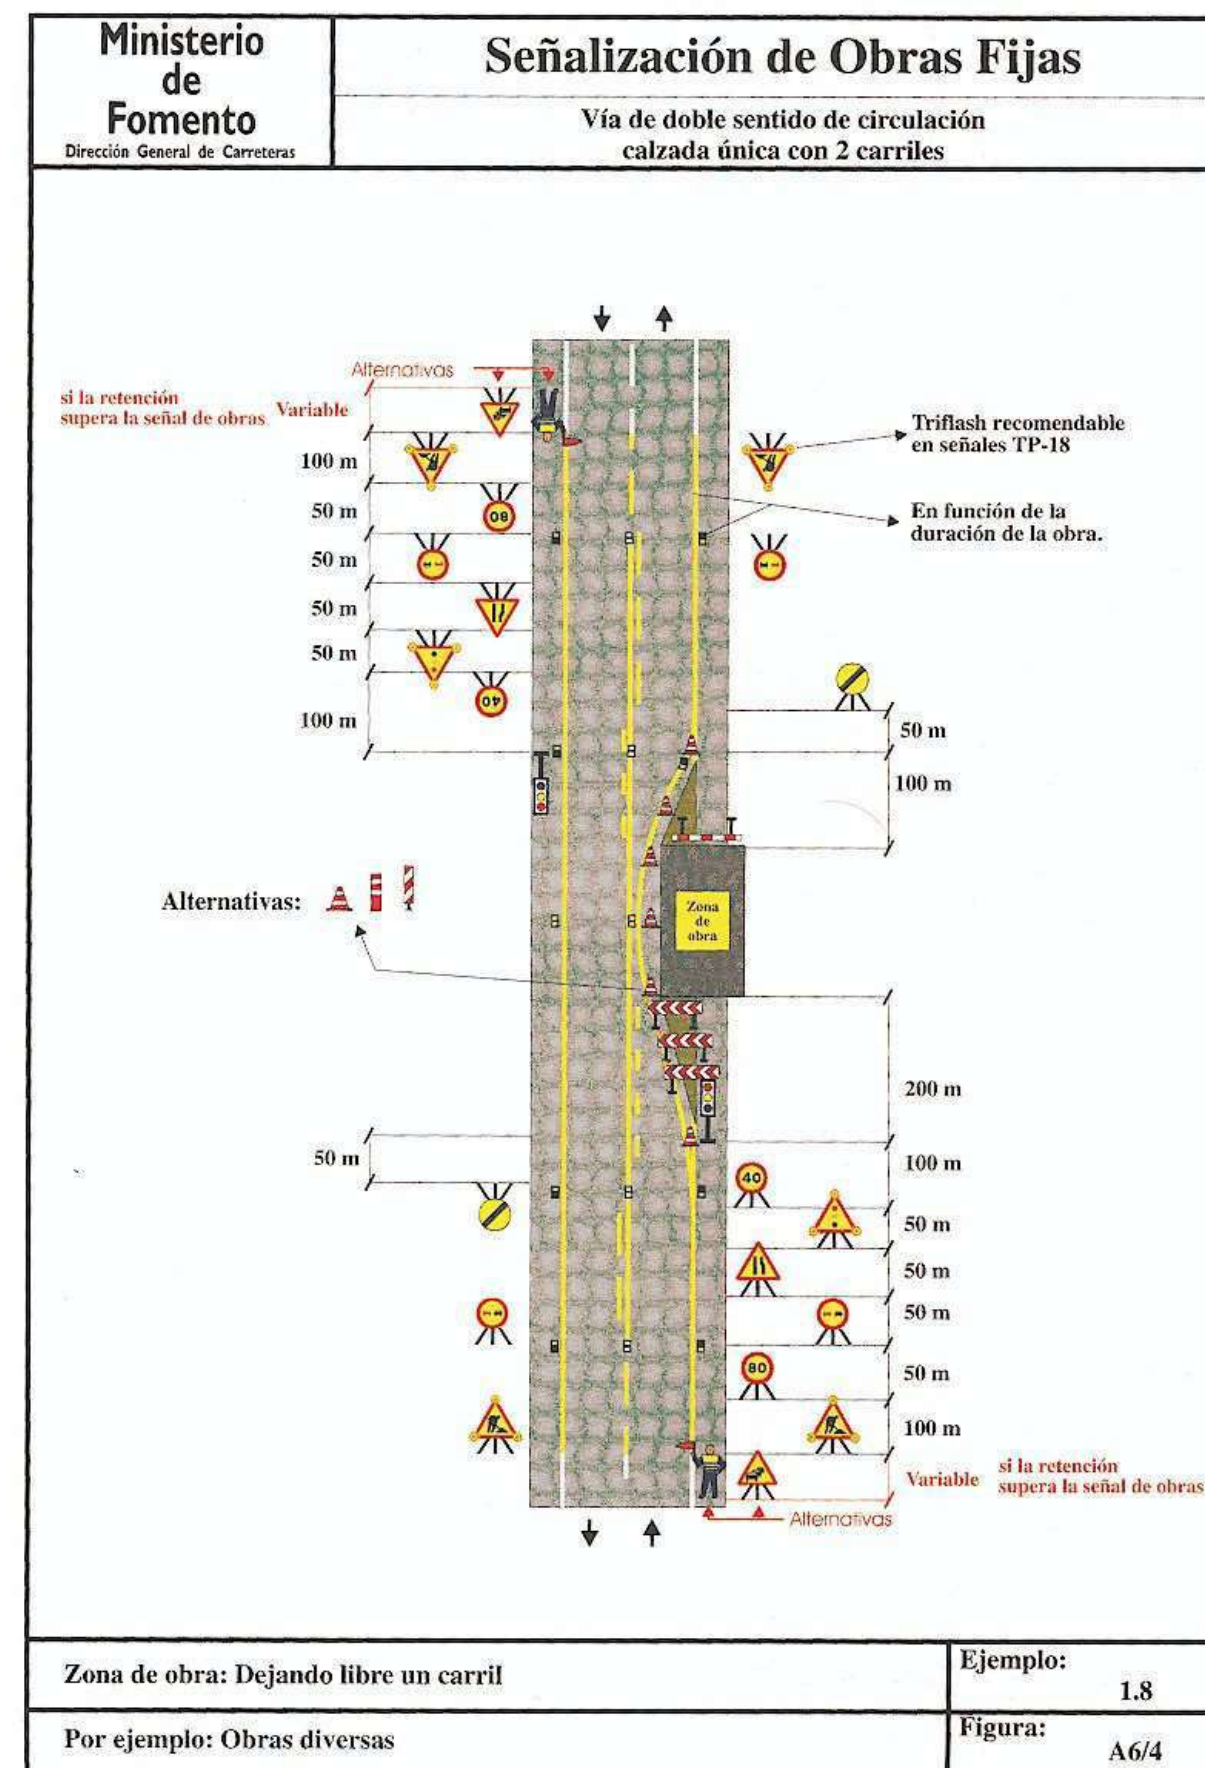 Ministerio
de
Fomento
Dirección General de Carreteras
Señalización de Obras Fijas
Vía de doble sentido de circulación
calzada única con 2 carriles
Alternativas
si la retención
supera la señal de obras
Variable
100 m
50 m
50 m
50 m
50 m
100 m
80
40
Triflash recomendable
en señales TP-18
En función de la
duración de la obra.
50 m
100 m
Alternativas:
Zona
de
obra
200 m
50 m
100 m
40
50 m
50 m
50 m
80
50 m
100 m
Variable
si la retención
supera la señal de obras
Alternativas
Zona de obra: Dejando libre un carril
Ejemplo:
1.8
Por ejemplo: Obras diversas
Figura:
A6/4